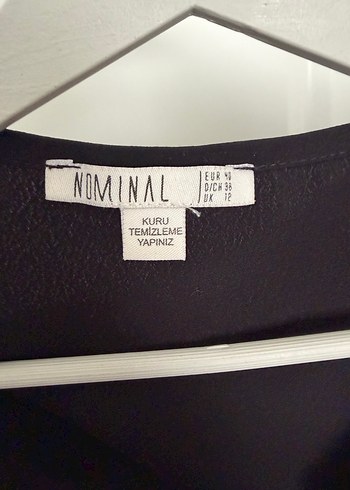 NOMINAL
EUR 40
D/CH 38
UK 12
KURU
TEMİZLEME
YAPINIZ